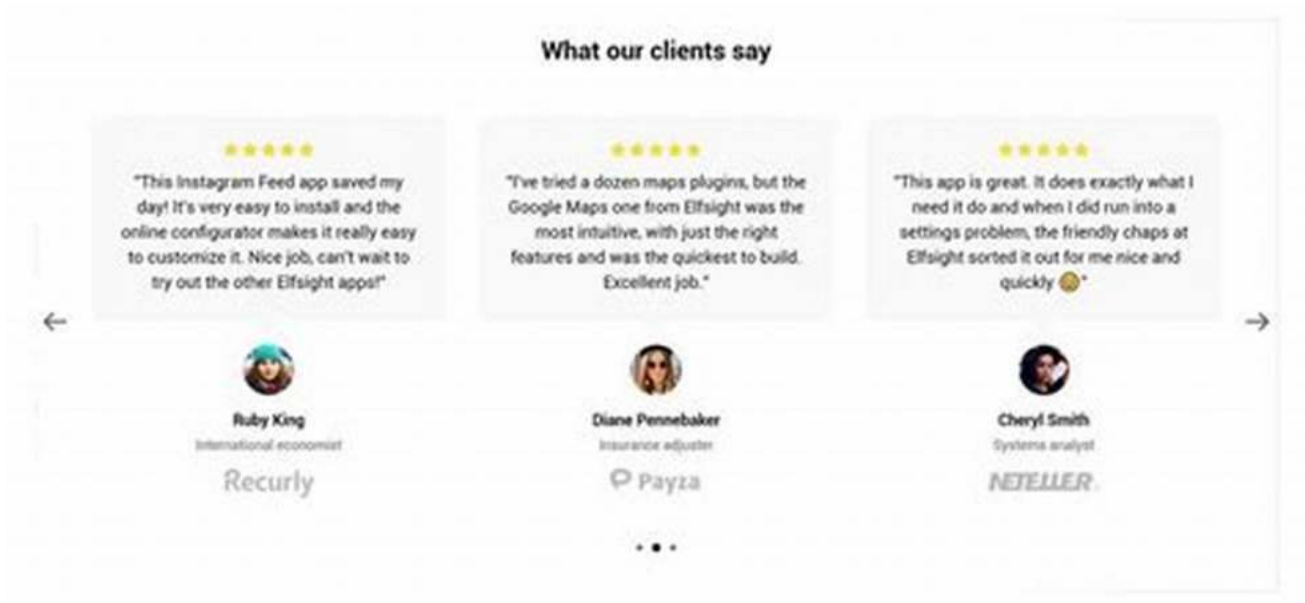 What our clients say
"This Instagram Feed app saved my
day! It's very easy to install and the
online configurator makes it really easy
to customize it. Nice job, can't wait to
try out the other Elfsight apps!"
Ruby King
International economist
Recurly
"I've tried a dozen maps plugins, but the
Google Maps one from Elfsight was the
most intuitive, with just the right
features and was the quickest to build.
Excellent job."
Diane Pennebaker
Insurance adjuster
Payza
"This app is great. It does exactly what I
need it do and when I did run into a
settings problem, the friendly chaps at
Elfsight sorted it out for me nice and
quickly 😊"
Cheryl Smith
Systems analyst
NETELLER